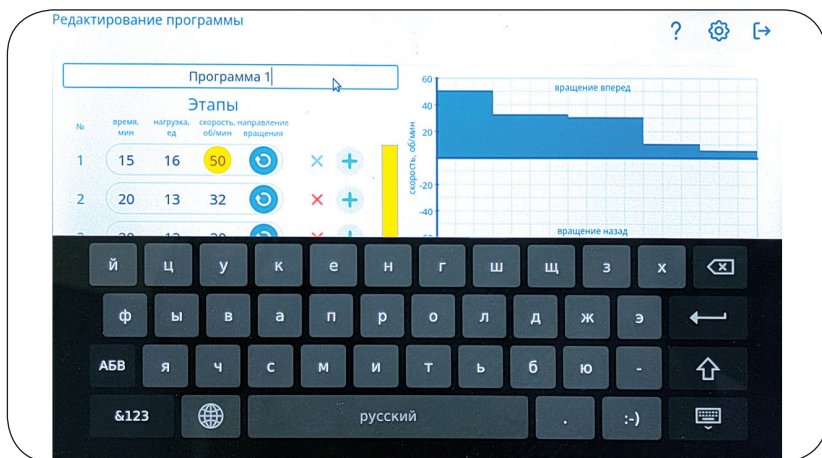 Редактирование программы
?
Программа 1
Этапы
№ время, мин нагрузка, ед скорость, об/мин направление вращения
1 15 16 50
2 20 13 32
60
40
20
-20
-40
скорость, об/мин
вращение вперед
вращение назад
й ц у к е н г ш щ з х
ф ы в а п р о л д ж э
АБВ я ч с м и т ь б ю -
&123 русский . :-)